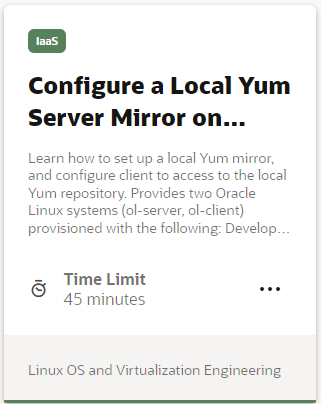 IaaS
Configure a Local Yum
Server Mirror on...
Learn how to set up a local Yum mirror,
and configure client to access to the local
Yum repository. Provides two Oracle
Linux systems (ol-server, ol-client)
provisioned with the following: Develop...
Time Limit
45 minutes
Linux OS and Virtualization Engineering